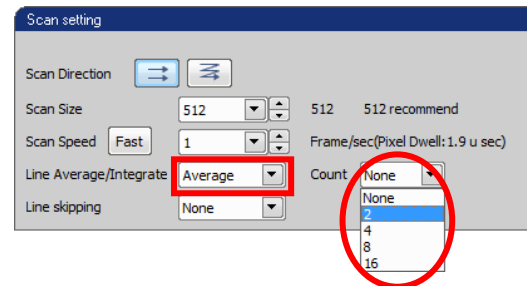 Scan setting
Scan Direction
Scan Size 512 512 512 recommend
Scan Speed Fast 1 Frame/sec(Pixel Dwell:1.9 u sec)
Line Average/Integrate Average Count None
None
Line skipping None 2
4
8
16